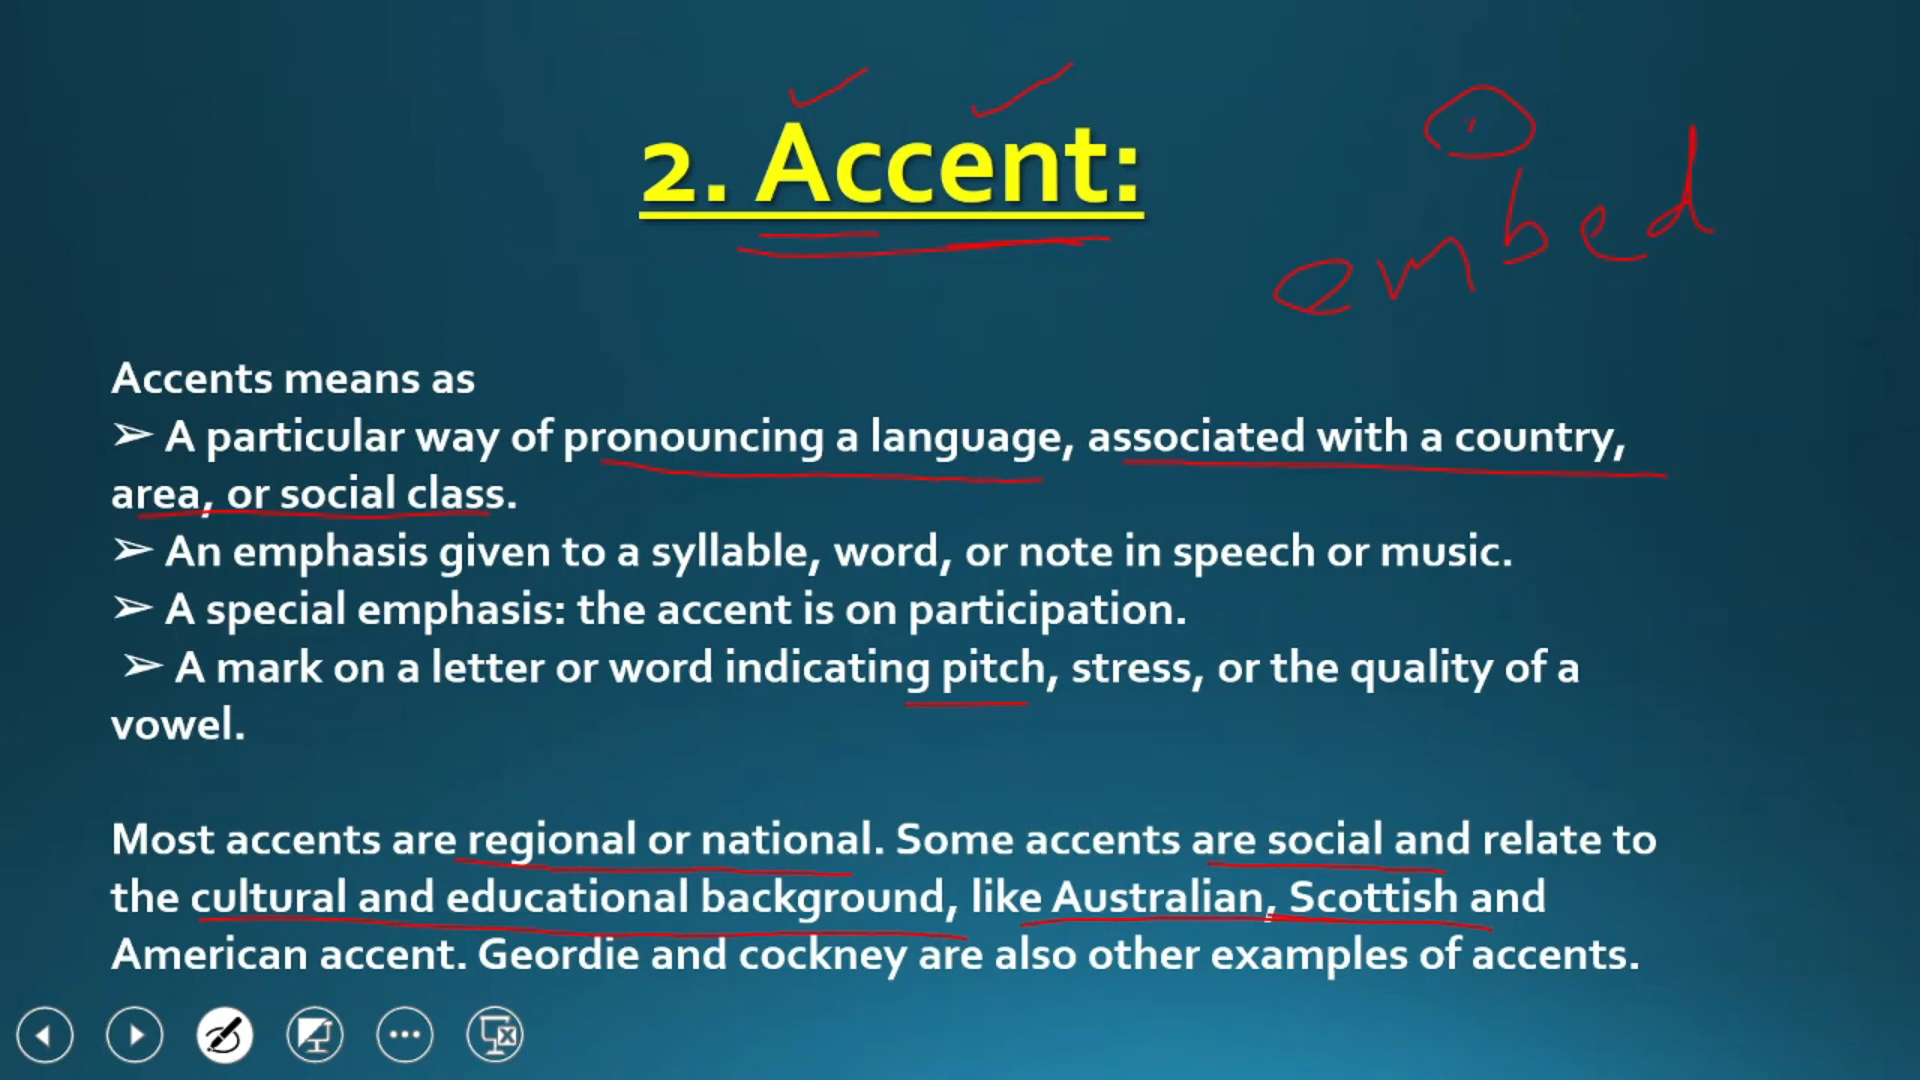 2. Accent:
embed
Accents means as
➢ A particular way of pronouncing a language, associated with a country,
area, or social class.
➢ An emphasis given to a syllable, word, or note in speech or music.
➢ A special emphasis: the accent is on participation.
➢ A mark on a letter or word indicating pitch, stress, or the quality of a
vowel.
Most accents are regional or national. Some accents are social and relate to
the cultural and educational background, like Australian, Scottish and
American accent. Geordie and cockney are also other examples of accents.